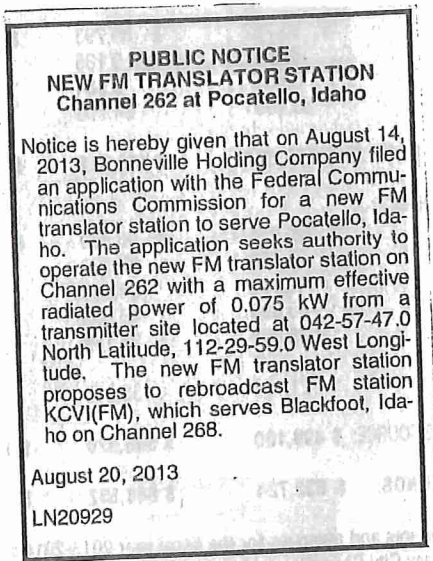 PUBLIC NOTICE
NEW FM TRANSLATOR STATION
Channel 262 at Pocatello, Idaho
Notice is hereby given that on August 14,
2013, Bonneville Holding Company filed
an application with the Federal Commu-
nications Commission for a new FM
translator station to serve Pocatello, Ida-
ho. The application seeks authority to
operate the new FM translator station on
Channel 262 with a maximum effective
radiated power of 0.075 kW from a
transmitter site located at 042-57-47.0
North Latitude, 112-29-59.0 West Longi-
tude. The new FM translator station
proposes to rebroadcast FM station
KCVI(FM), which serves Blackfoot, Ida-
ho on Channel 268.
August 20, 2013
LN20929